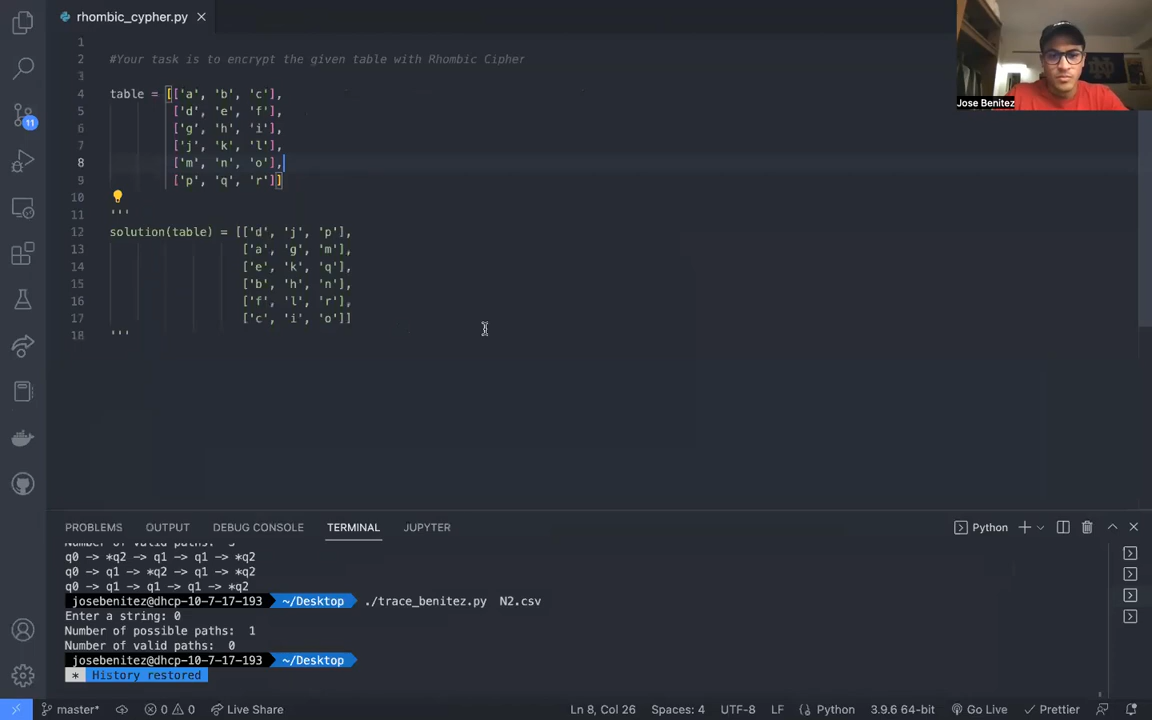 rhombic_cypher.py
Jose Benitez
1
2 #Your task is to encrypt the given table with Rhombic Cipher
3
4 table = [['a', 'b', 'c'],
5 ['d', 'e', 'f'],
6 ['g', 'h', 'i'],
7 ['j', 'k', 'l'],
8 ['m', 'n', 'o'],
9 ['p', 'q', 'r']]
10
11 '''
12 solution(table) = [['d', 'j', 'p'],
13 ['a', 'g', 'm'],
14 ['e', 'k', 'q'],
15 ['b', 'h', 'n'],
16 ['f', 'l', 'r'],
17 ['c', 'i', 'o']]
18 '''
11
PROBLEMS OUTPUT DEBUG CONSOLE TERMINAL JUPYTER Python
Number of valid paths: 3
q0 -> *q2 -> q1 -> q1 -> *q2
q0 -> q1 -> *q2 -> q1 -> *q2
q0 -> q1 -> q1 -> q1 -> *q2
josebenitez@dhcp-10-7-17-193 ~/Desktop ./trace_benitez.py N2.csv
Enter a string: 0
Number of possible paths: 1
Number of valid paths: 0
josebenitez@dhcp-10-7-17-193 ~/Desktop
* History restored
master* 0 0 Live Share Ln 8, Col 26 Spaces: 4 UTF-8 LF Python 3.9.6 64-bit Go Live Prettier